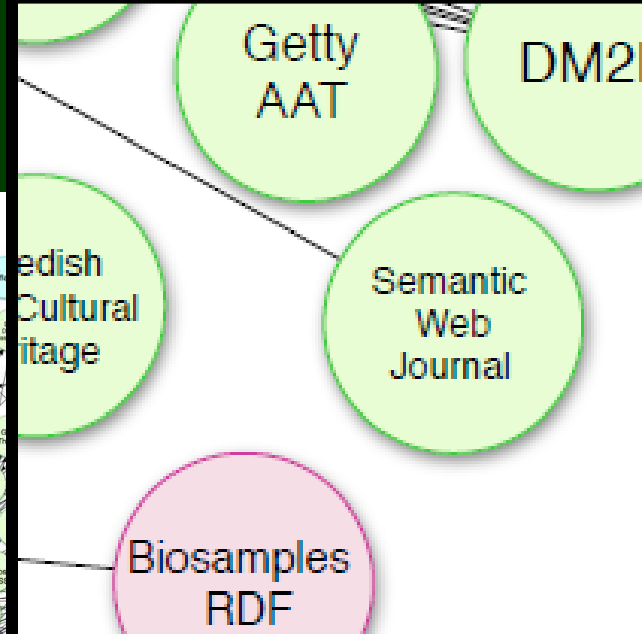 Getty
AAT
DM2
edish
Cultural
itage
Semantic
Web
Journal
Biosamples
RDF